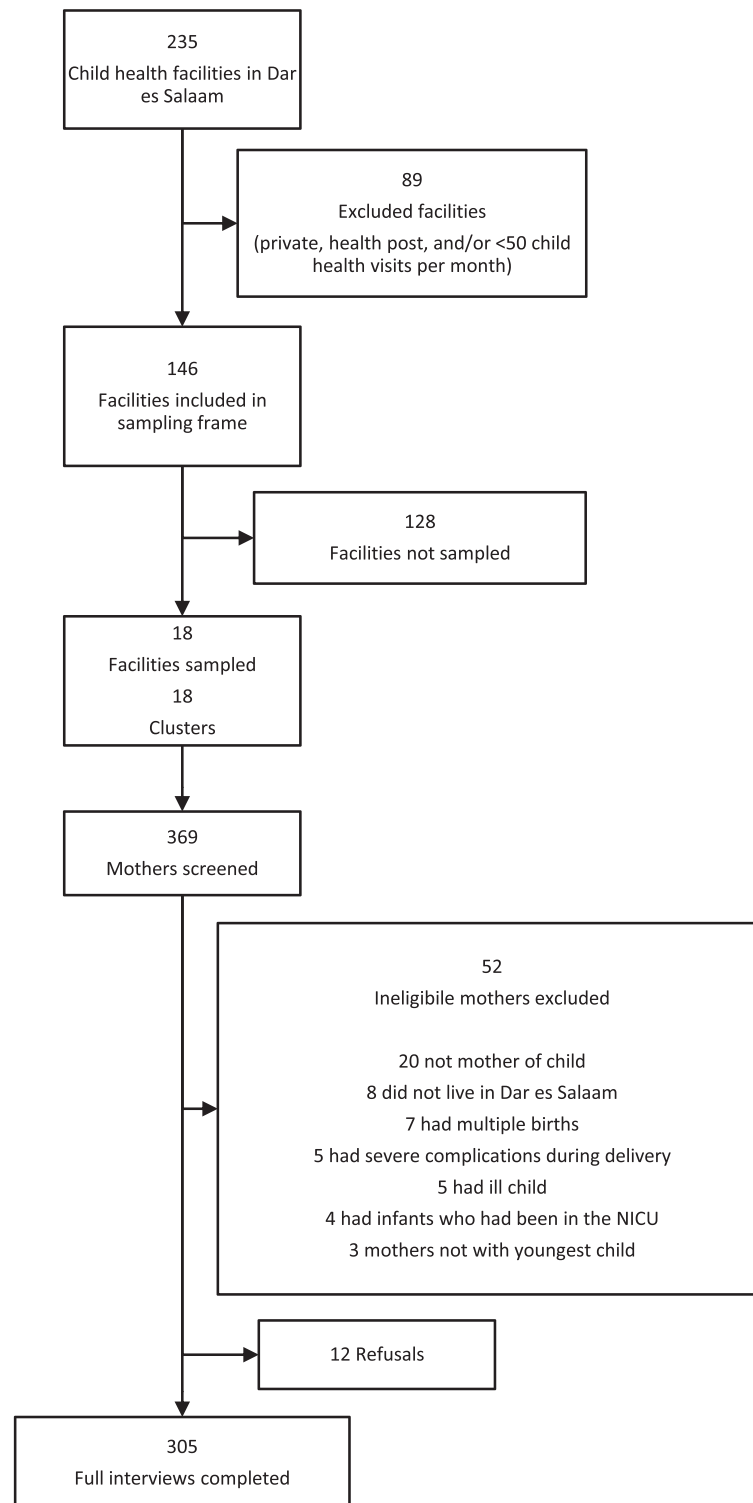 235
Child health facilities in Dar
es Salaam
89
Excluded facilities
(private, health post, and/or <50 child
health visits per month)
146
Facilities included in
sampling frame
128
Facilities not sampled
18
Facilities sampled
18
Clusters
369
Mothers screened
52
Ineligibile mothers excluded
20 not mother of child
8 did not live in Dar es Salaam
7 had multiple births
5 had severe complications during delivery
5 had ill child
4 had infants who had been in the NICU
3 mothers not with youngest child
12 Refusals
305
Full interviews completed